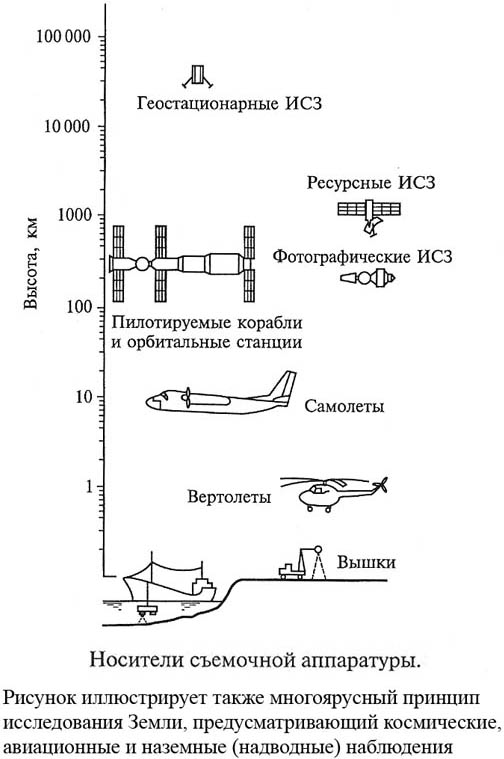 100 000
Геостационарные ИСЗ
10 000
Ресурсные ИСЗ
1000
Фотографические ИСЗ
Высота, км
100
Пилотируемые корабли
и орбитальные станции
10
Самолеты
1
Вертолеты
Вышки
Носители съемочной аппаратуры.
Рисунок иллюстрирует также многоярусный принцип
исследования Земли, предусматривающий космические,
авиационные и наземные (надводные) наблюдения